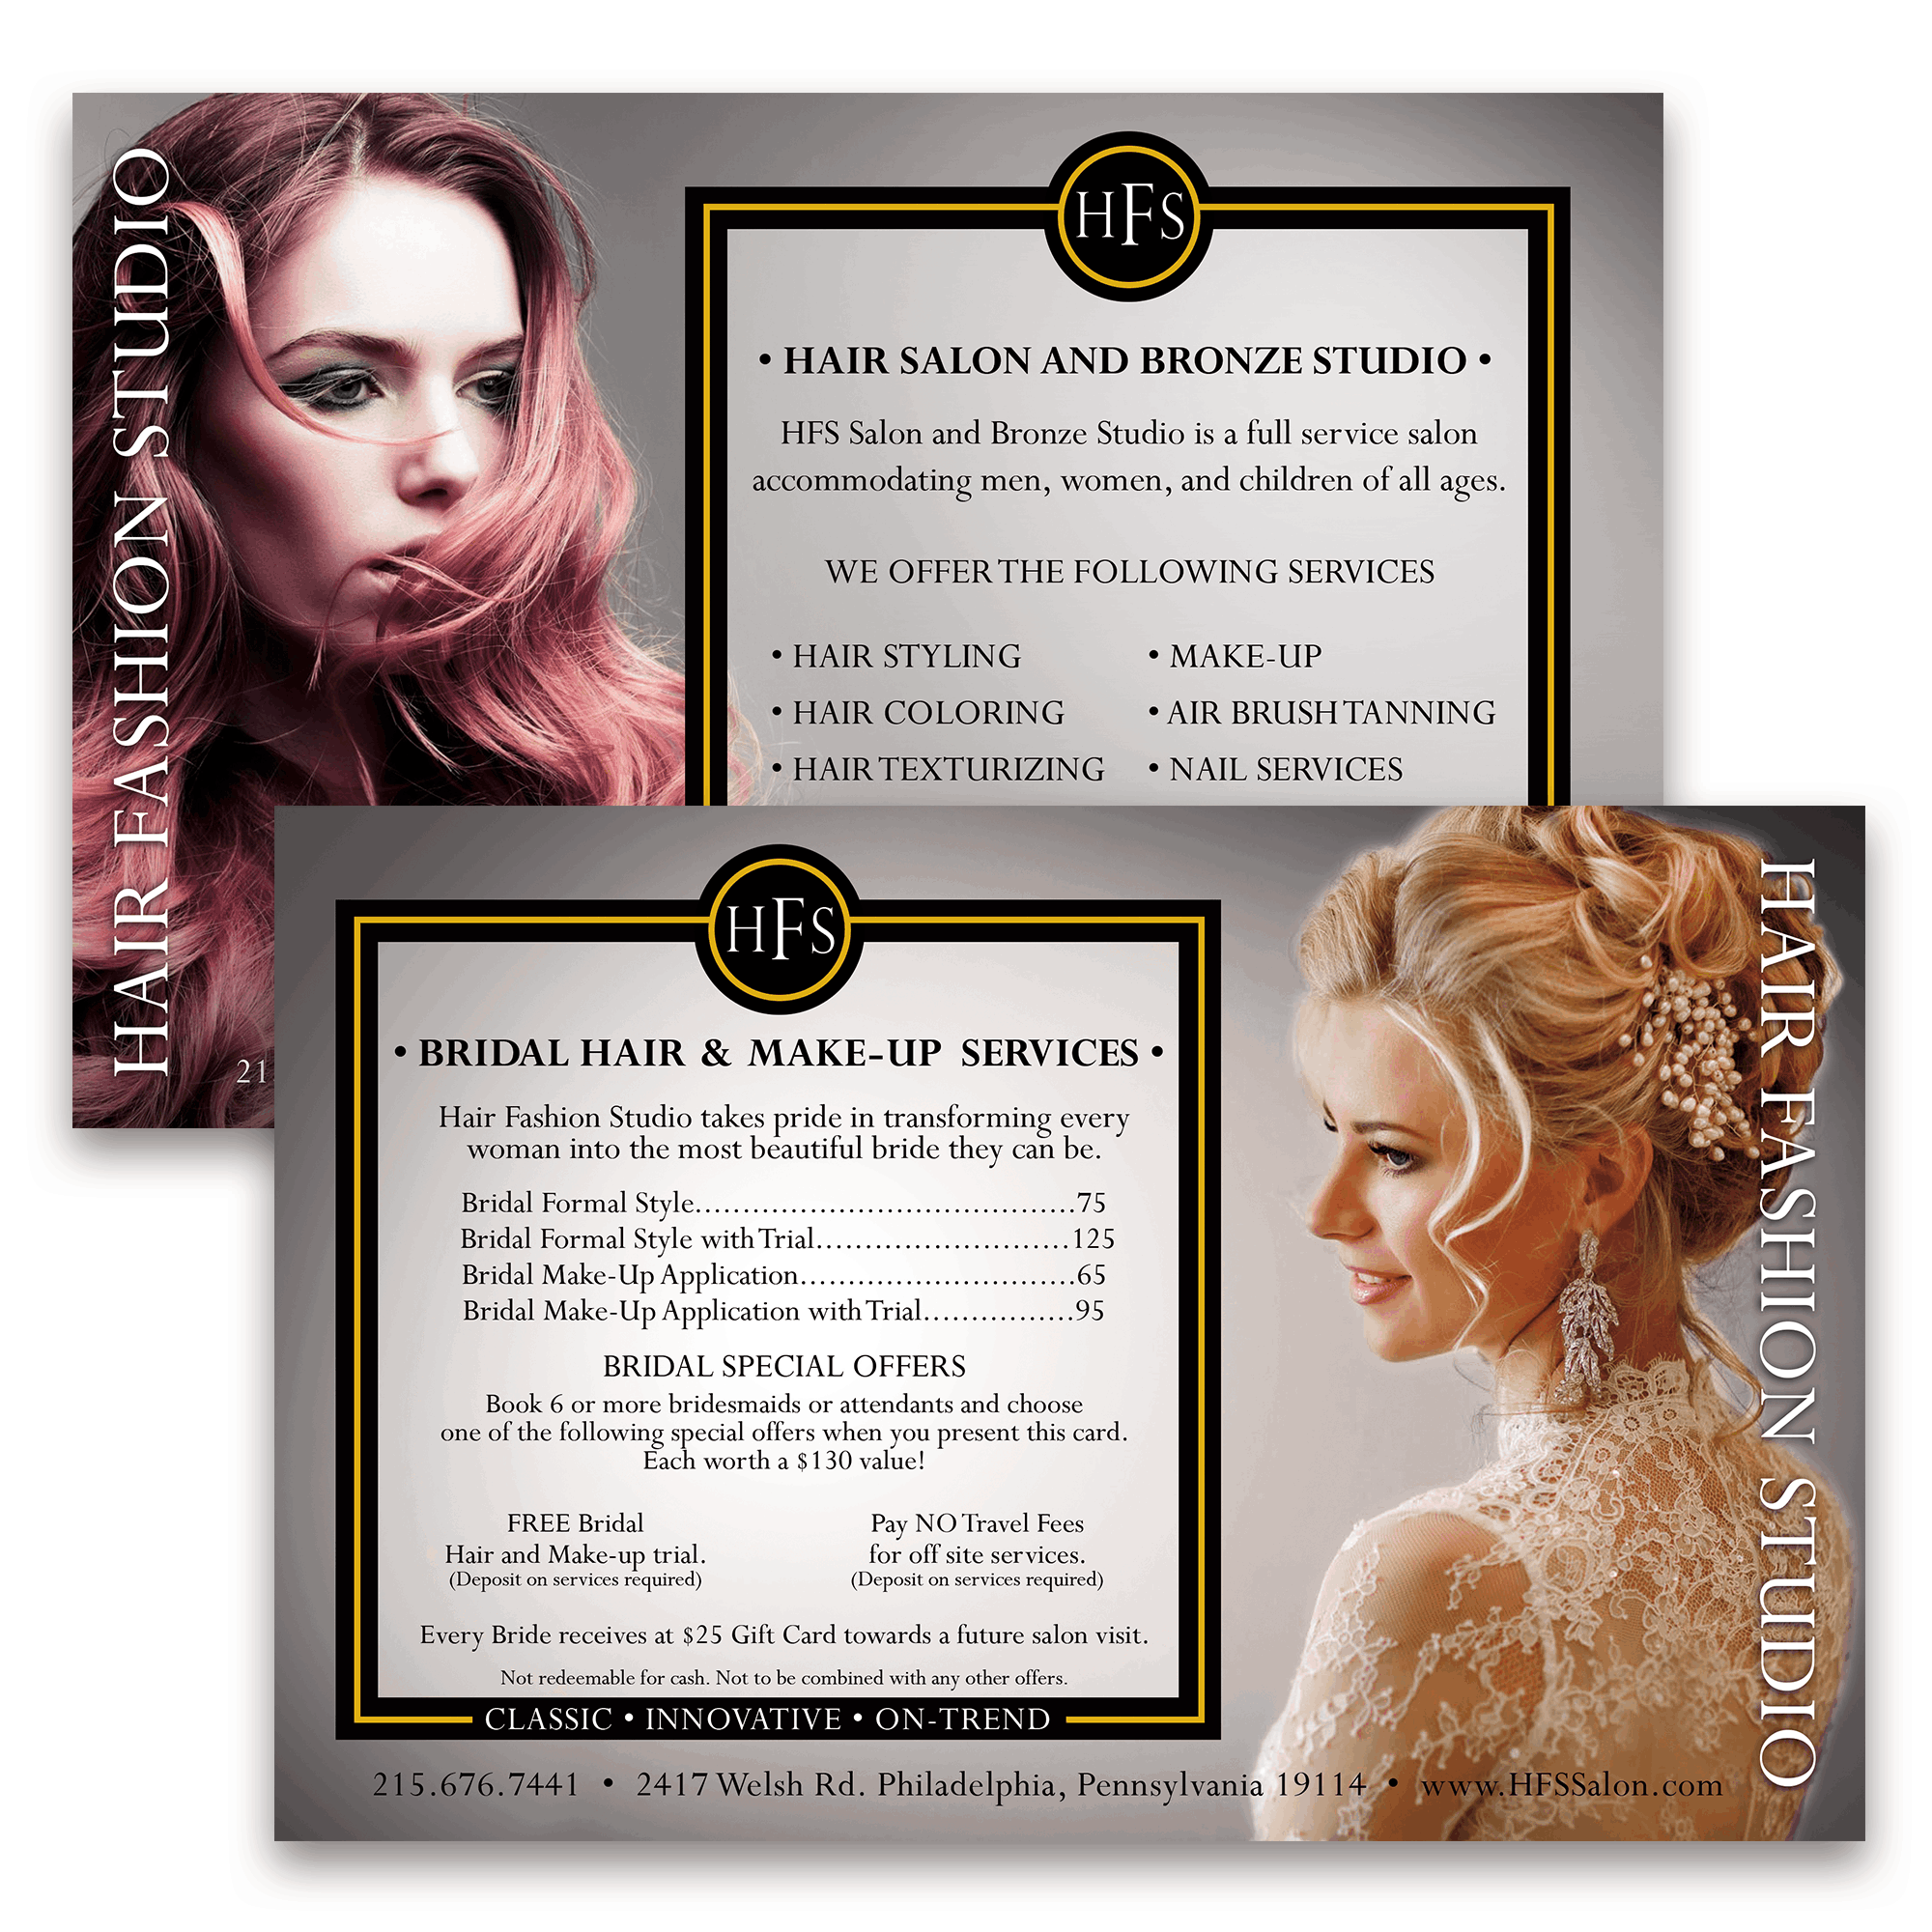 HAIR FASHION STUDIO
HFS
• HAIR SALON AND BRONZE STUDIO •
HFS Salon and Bronze Studio is a full service salon
accommodating men, women, and children of all ages.
WE OFFER THE FOLLOWING SERVICES
• HAIR STYLING
• HAIR COLORING
• HAIR TEXTURIZING
• MAKE-UP
• AIR BRUSH TANNING
• NAIL SERVICES
21
HFS
• BRIDAL HAIR & MAKE-UP SERVICES •
Hair Fashion Studio takes pride in transforming every
woman into the most beautiful bride they can be.
Bridal Formal Style........................................75
Bridal Formal Style with Trial..........................125
Bridal Make-Up Application.............................65
Bridal Make-Up Application with Trial................95
BRIDAL SPECIAL OFFERS
Book 6 or more bridesmaids or attendants and choose
one of the following special offers when you present this card.
Each worth a $130 value!
FREE Bridal
Hair and Make-up trial.
(Deposit on services required)
Pay NO Travel Fees
for off site services.
(Deposit on services required)
Every Bride receives at $25 Gift Card towards a future salon visit.
Not redeemable for cash. Not to be combined with any other offers.
CLASSIC • INNOVATIVE • ON-TREND
215.676.7441 • 2417 Welsh Rd. Philadelphia, Pennsylvania 19114 • www.HFSSalon.com
HAIR FASHION STUDIO